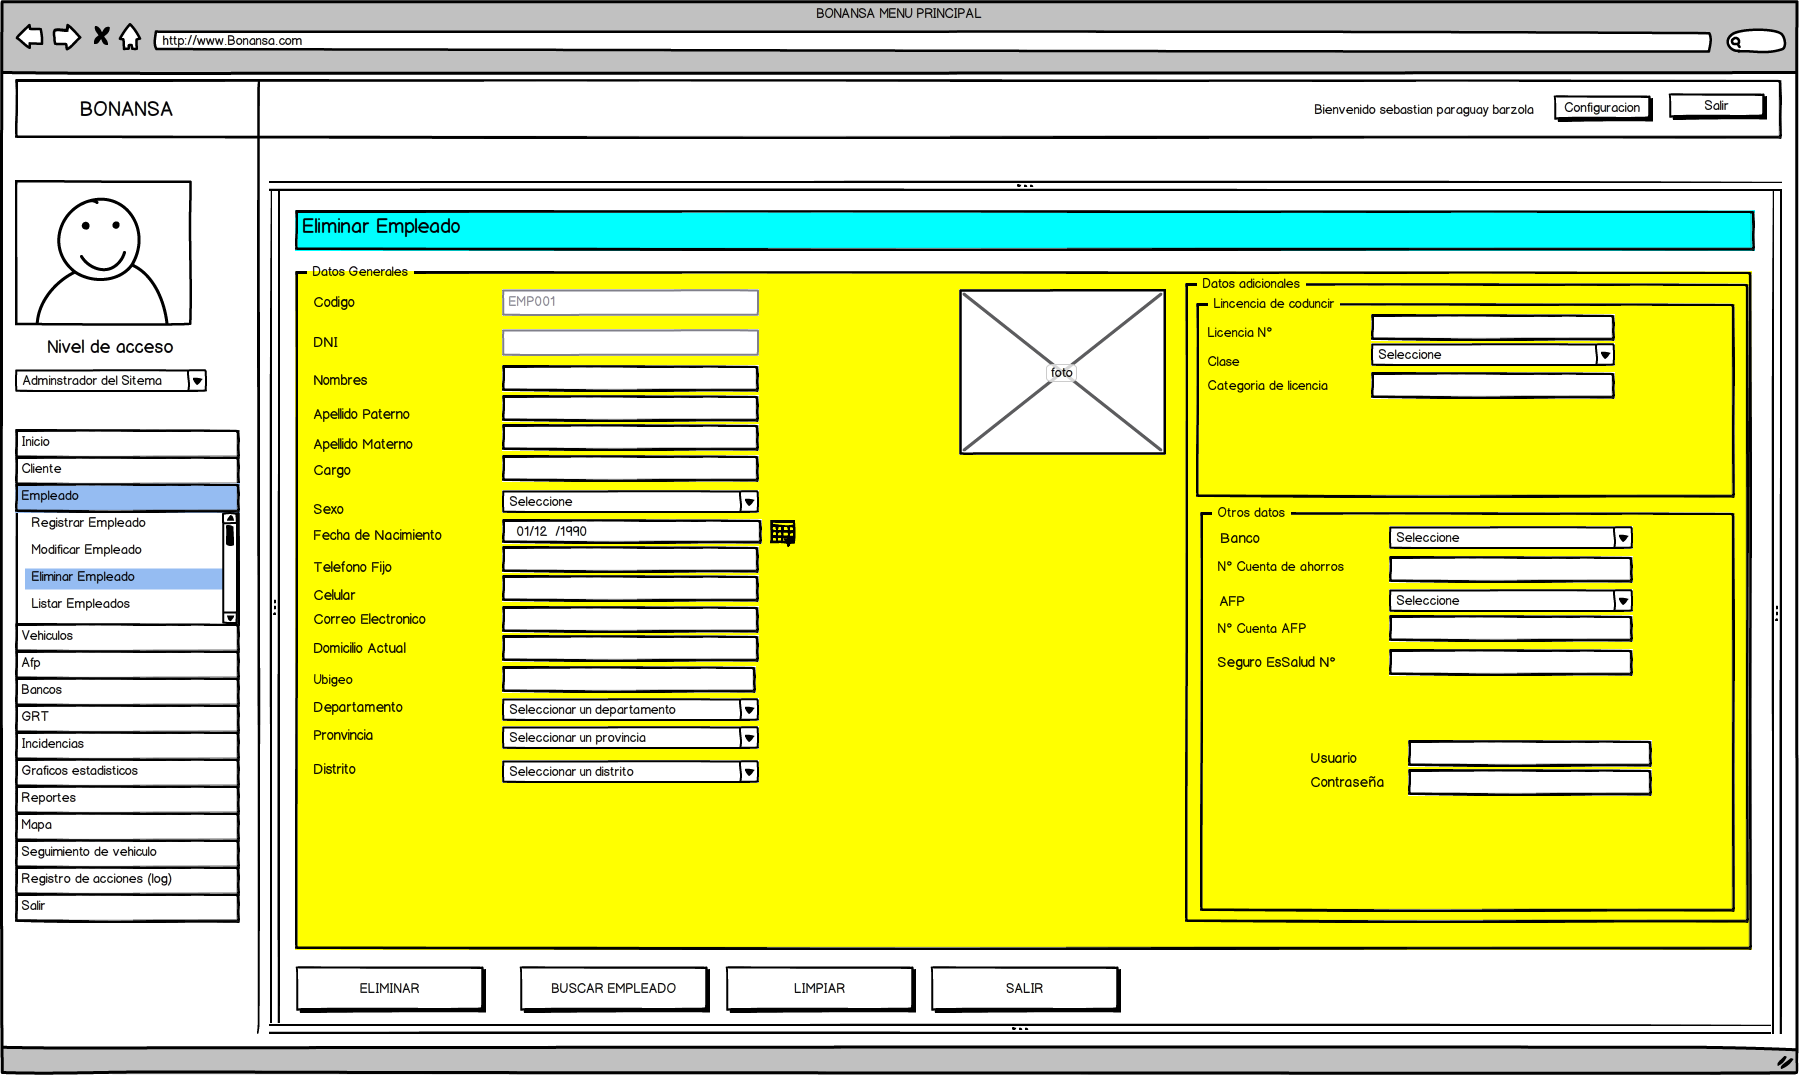 BONANSA MENU PRINCIPAL
http://www.Bonansa.com
BONANSA
Bienvenido sebastian paraguay barzola
Configuracion
Salir
Nivel de acceso
Adminstrador del Sitema
Inicio
Cliente
Empleado
Registrar Empleado
Modificar Empleado
Eliminar Empleado
Listar Empleados
Vehiculos
Afp
Bancos
GRT
Incidencias
Graficos estadisticos
Reportes
Mapa
Seguimiento de vehiculo
Registro de acciones (log)
Salir
Eliminar Empleado
Datos Generales
Codigo EMP001
DNI
Nombres
Apellido Paterno
Apellido Materno
Cargo
Sexo Seleccione
Fecha de Nacimiento 01/12 /1990
Telefono Fijo
Celular
Correo Electronico
Domicilio Actual
Ubigeo
Departamento Seleccionar un departamento
Pronvincia Seleccionar un provincia
Distrito Seleccionar un distrito
foto
Datos adicionales
Lincencia de coduncir
Licencia N°
Clase Seleccione
Categoria de licencia
Otros datos
Banco Seleccione
N° Cuenta de ahorros
AFP Seleccione
N° Cuenta AFP
Seguro EsSalud N°
Usuario
Contraseña
ELIMINAR
BUSCAR EMPLEADO
LIMPIAR
SALIR